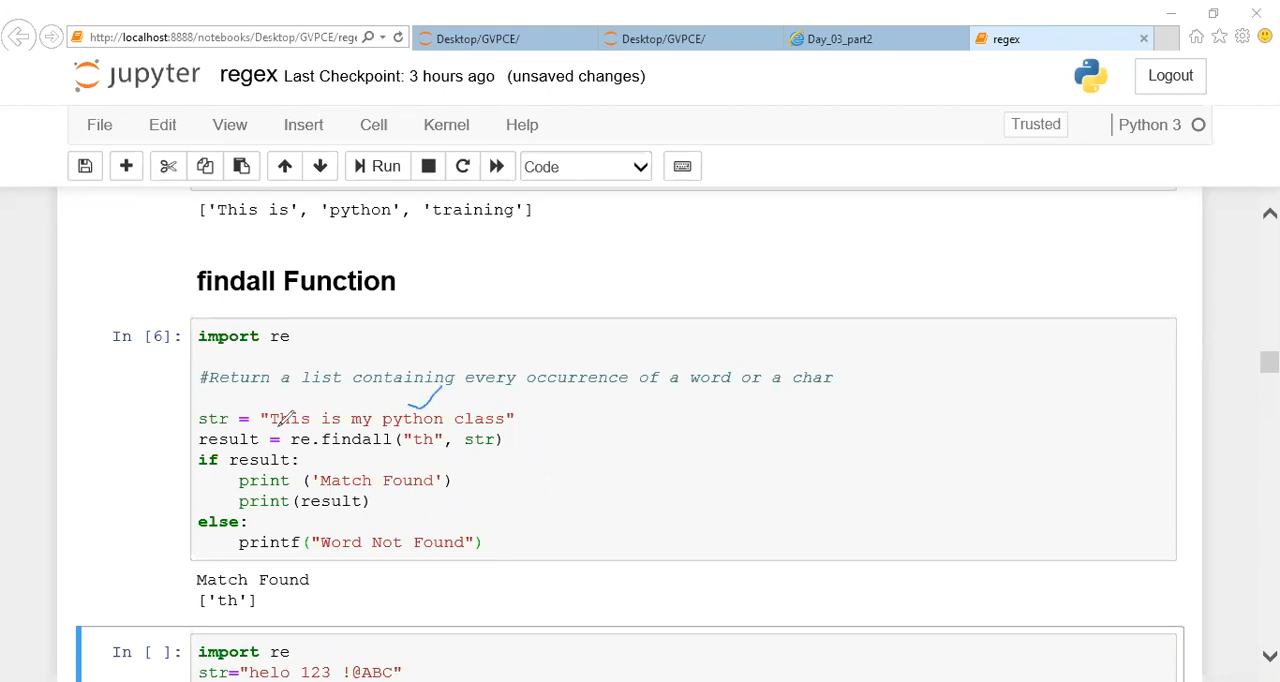 http://localhost:8888/notebooks/Desktop/GVPCE/rege
Desktop/GVPCE/
Desktop/GVPCE/
Day_03_part2
regex
jupyter regex Last Checkpoint: 3 hours ago (unsaved changes)
Logout
File Edit View Insert Cell Kernel Help
Trusted
Python 3
Run
Code
['This is', 'python', 'training']
findall Function
In [6]:
import re
#Return a list containing every occurrence of a word or a char
str = "This is my python class"
result = re.findall("th", str)
if result:
    print ('Match Found')
    print(result)
else:
    printf("Word Not Found")
Match Found
['th']
In [ ]:
import re
str="helo 123 !@ABC"